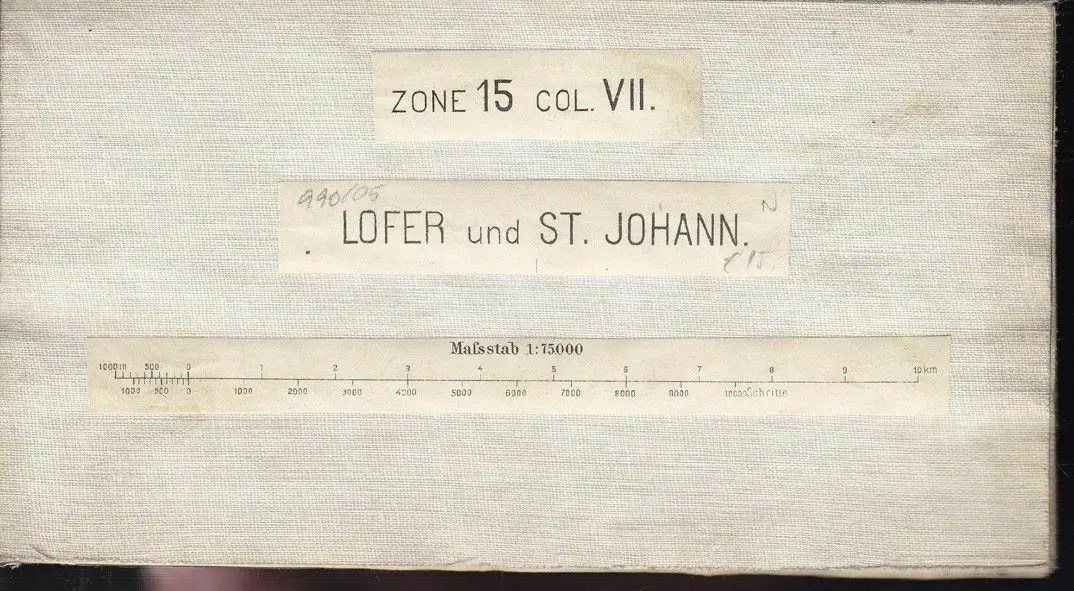 ZONE 15 COL. VII.
990/05
N
LOFER und ST. JOHANN.
Maſsstab 1:75000
1000m 500 0 1 2 3 4 5 6 7 8 9 10 km
1000 500 0 1000 2000 3000 4000 5000 6000 7000 8000 9000 10000 Schritte